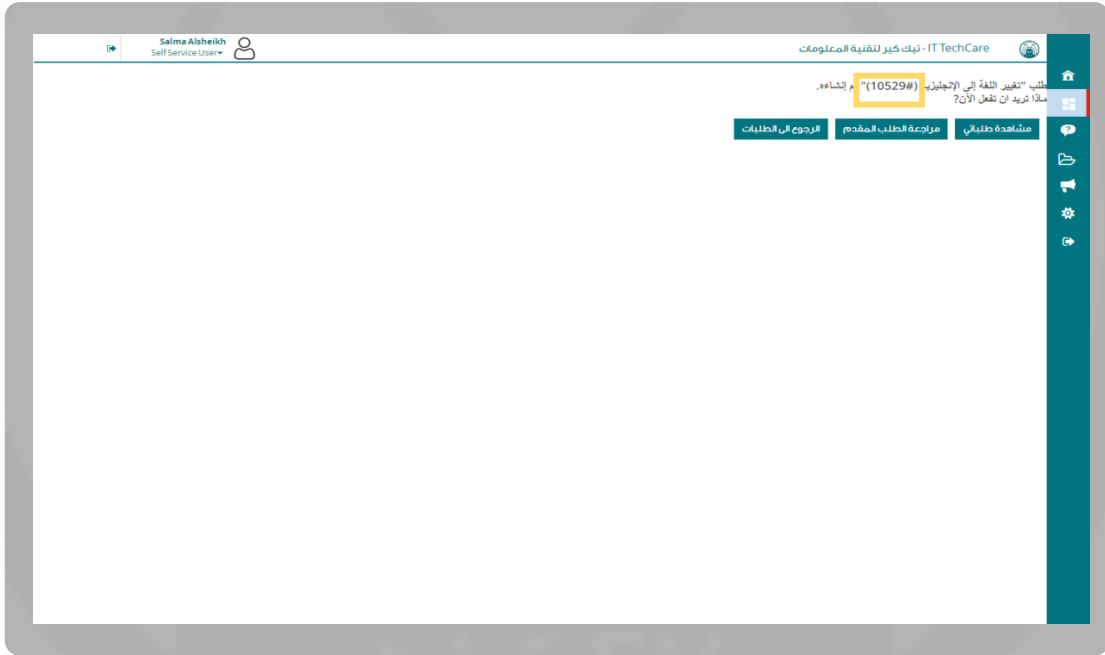 IT TechCare - تيك كير لتقنية المعلومات
Salma Alsheikh
Self Service User
طلب "تغيير اللغة إلى الإنجليزية (#10529)" م إنشاءه.
ماذا تريد ان تفعل الآن?
مشاهدة طلباتي
مراجعة الطلب المقدم
الرجوع الى الطلبات